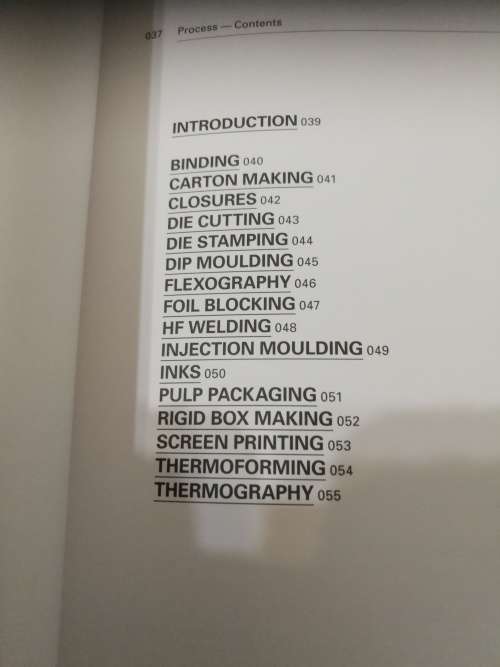 037 Process — Contents
INTRODUCTION 039
BINDING 040
CARTON MAKING 041
CLOSURES 042
DIE CUTTING 043
DIE STAMPING 044
DIP MOULDING 045
FLEXOGRAPHY 046
FOIL BLOCKING 047
HF WELDING 048
INJECTION MOULDING 049
INKS 050
PULP PACKAGING 051
RIGID BOX MAKING 052
SCREEN PRINTING 053
THERMOFORMING 054
THERMOGRAPHY 055